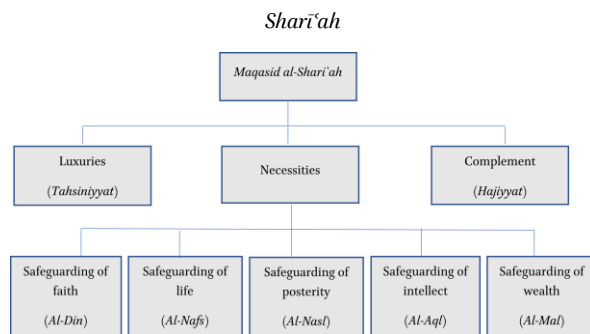 Sharīʿah
Maqasid al-Shariʿah
Luxuries
(Tahsiniyyat)
Necessities
Complement
(Hajiyyat)
Safeguarding of
faith
(Al-Din)
Safeguarding of
life
(Al-Nafs)
Safeguarding of
posterity
(Al-Nasl)
Safeguarding of
intellect
(Al-Aql)
Safeguarding of
wealth
(Al-Mal)